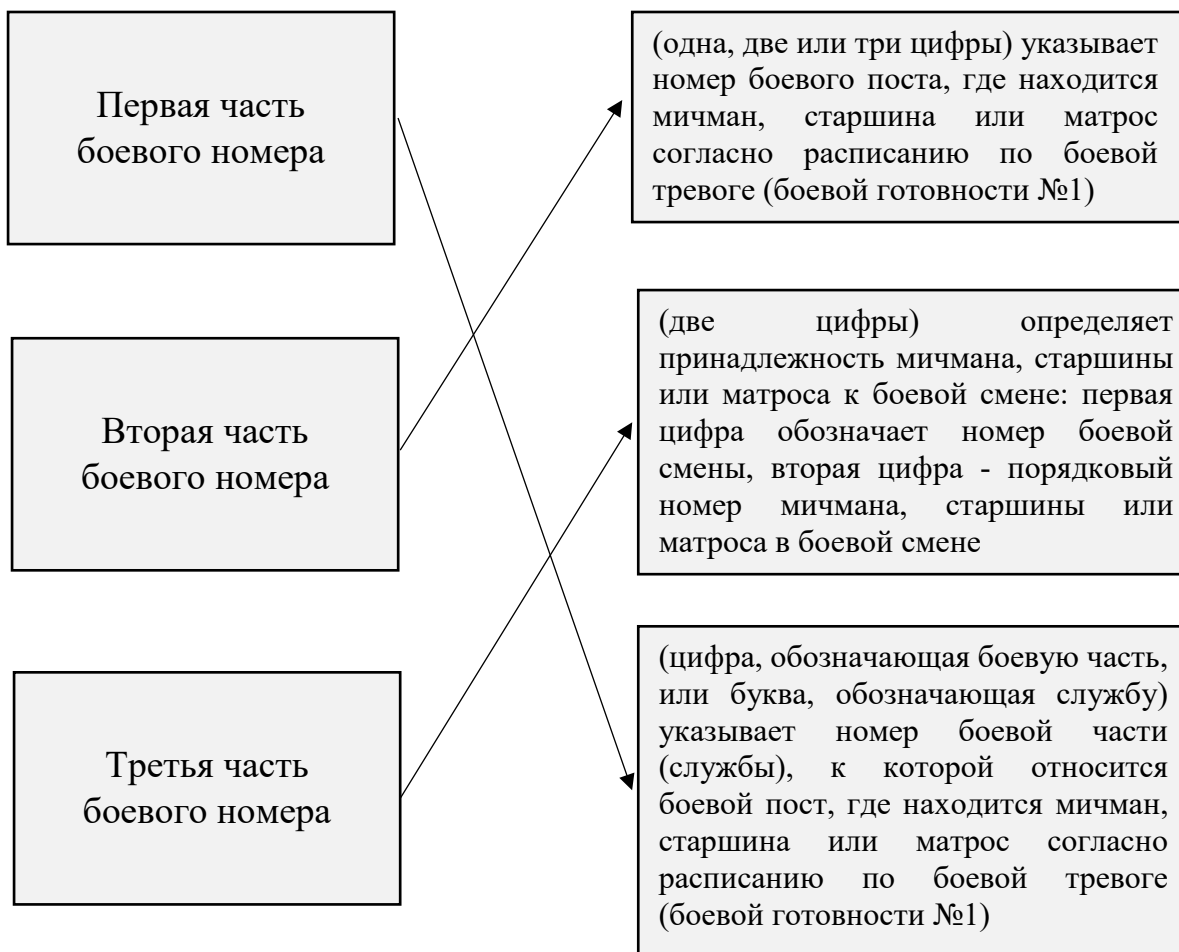 Первая часть
боевого номера
(одна, две или три цифры) указывает
номер боевого поста, где находится
мичман, старшина или матрос
согласно расписанию по боевой
тревоге (боевой готовности №1)
Вторая часть
боевого номера
(две цифры) определяет
принадлежность мичмана, старшины
или матроса к боевой смене: первая
цифра обозначает номер боевой
смены, вторая цифра - порядковый
номер мичмана, старшины или
матроса в боевой смене
Третья часть
боевого номера
(цифра, обозначающая боевую часть,
или буква, обозначающая службу)
указывает номер боевой части
(службы), к которой относится
боевой пост, где находится мичман,
старшина или матрос согласно
расписанию по боевой тревоге
(боевой готовности №1)